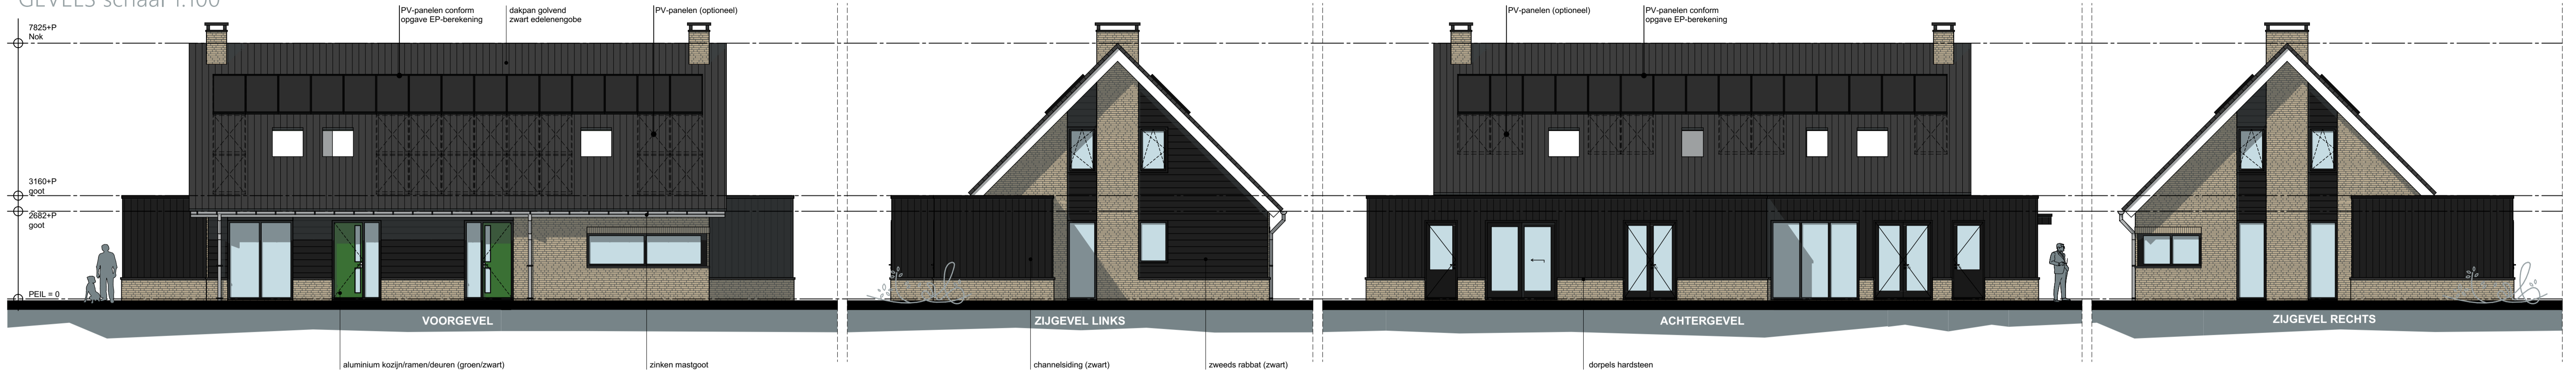 GEVELS schaal 1:100
PV-panelen conform
opgave EP-berekening
dakpan golvend
zwart edelenengobe
PV-panelen (optioneel)
PV-panelen (optioneel)
PV-panelen conform
opgave EP-berekening
7825+P
Nok
3160+P
goot
2682+P
goot
PEIL = 0
VOORGEVEL
ZIJGEVEL LINKS
ACHTERGEVEL
ZIJGEVEL RECHTS
aluminium kozijn/ramen/deuren (groen/zwart)
zinken mastgoot
channelsiding (zwart)
zweeds rabbat (zwart)
dorpels hardsteen